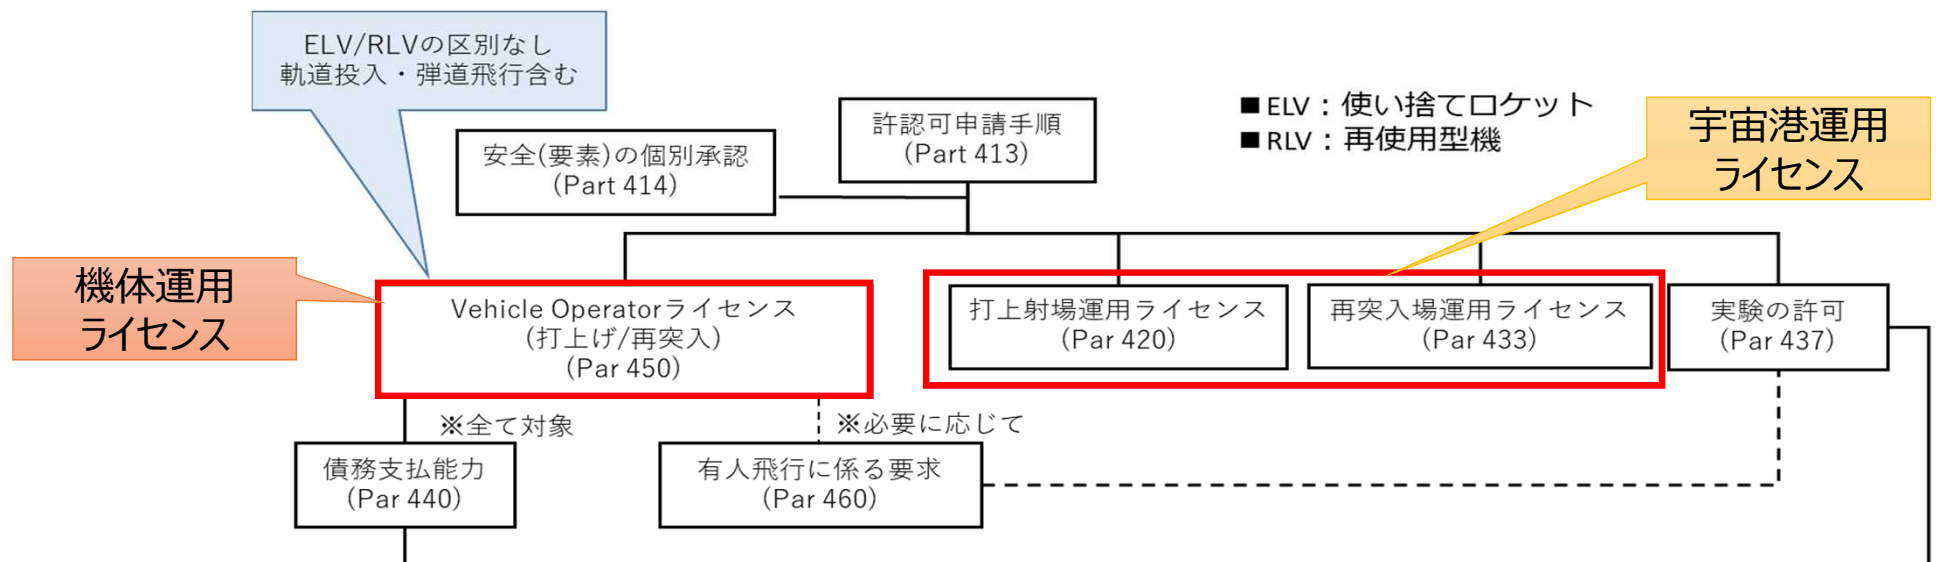 ELV/RLVの区別なし
軌道投入・弾道飛行含む
許認可申請手順
(Part 413)
■ELV：使い捨てロケット
■RLV：再使用型機
宇宙港運用
ライセンス
安全(要素)の個別承認
(Part 414)
機体運用
ライセンス
Vehicle Operatorライセンス
(打上げ/再突入)
(Par 450)
打上射場運用ライセンス
(Par 420)
再突入場運用ライセンス
(Par 433)
実験の許可
(Par 437)
※全て対象
※必要に応じて
債務支払能力
(Par 440)
有人飛行に係る要求
(Par 460)